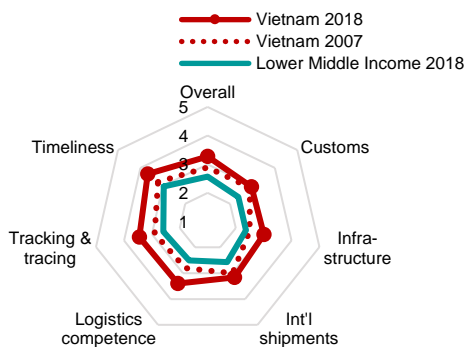 Vietnam 2018
Vietnam 2007
Lower Middle Income 2018
Overall
5
4
3
2
1
Timeliness
Customs
Tracking &
tracing
Infra-
structure
Logistics
competence
Int'l
shipments